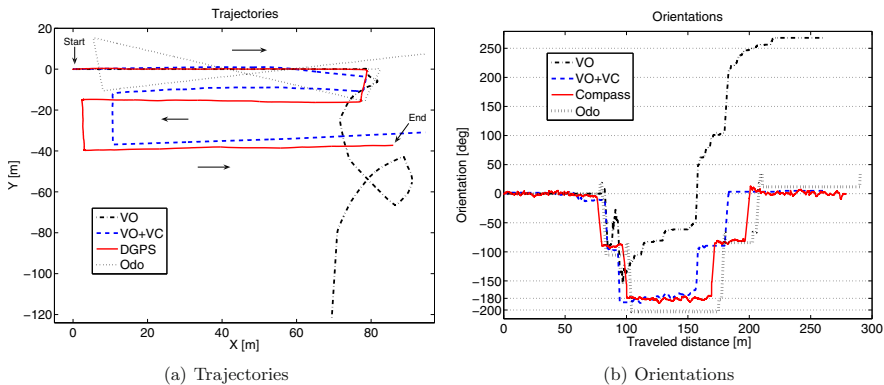 Trajectories
20
0
−20
−40
−60
−80
−100
−120
Y [m]
Start
End
VO
VO+VC
DGPS
Odo
0
20
40
60
80
X [m]
(a) Trajectories
Orientations
250
200
150
100
50
0
−50
−100
−150
−180
−200
Orientation [deg]
VO
VO+VC
Compass
Odo
0
50
100
150
200
250
300
Traveled distance [m]
(b) Orientations